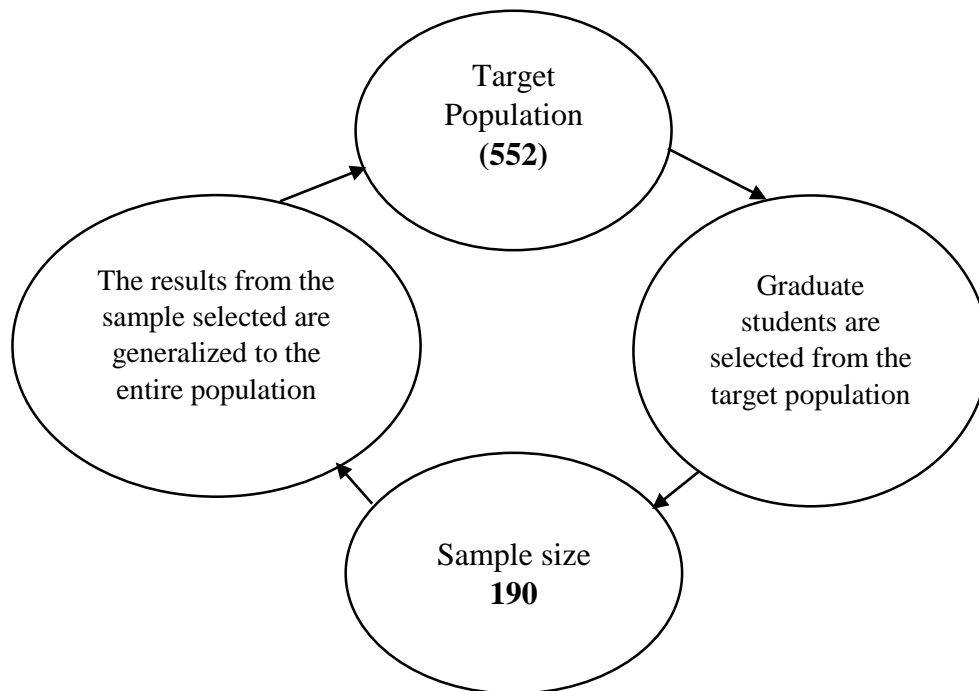 Target
Population
(552)
Graduate
students are
selected from the
target population
Sample size
190
The results from the
sample selected are
generalized to the
entire population